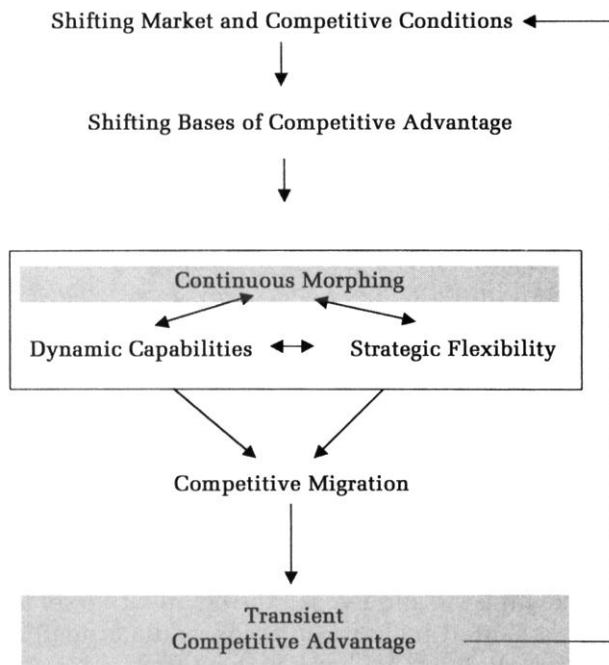 Shifting Market and Competitive Conditions
Shifting Bases of Competitive Advantage
Continuous Morphing
Dynamic Capabilities
Strategic Flexibility
Competitive Migration
Transient
Competitive Advantage